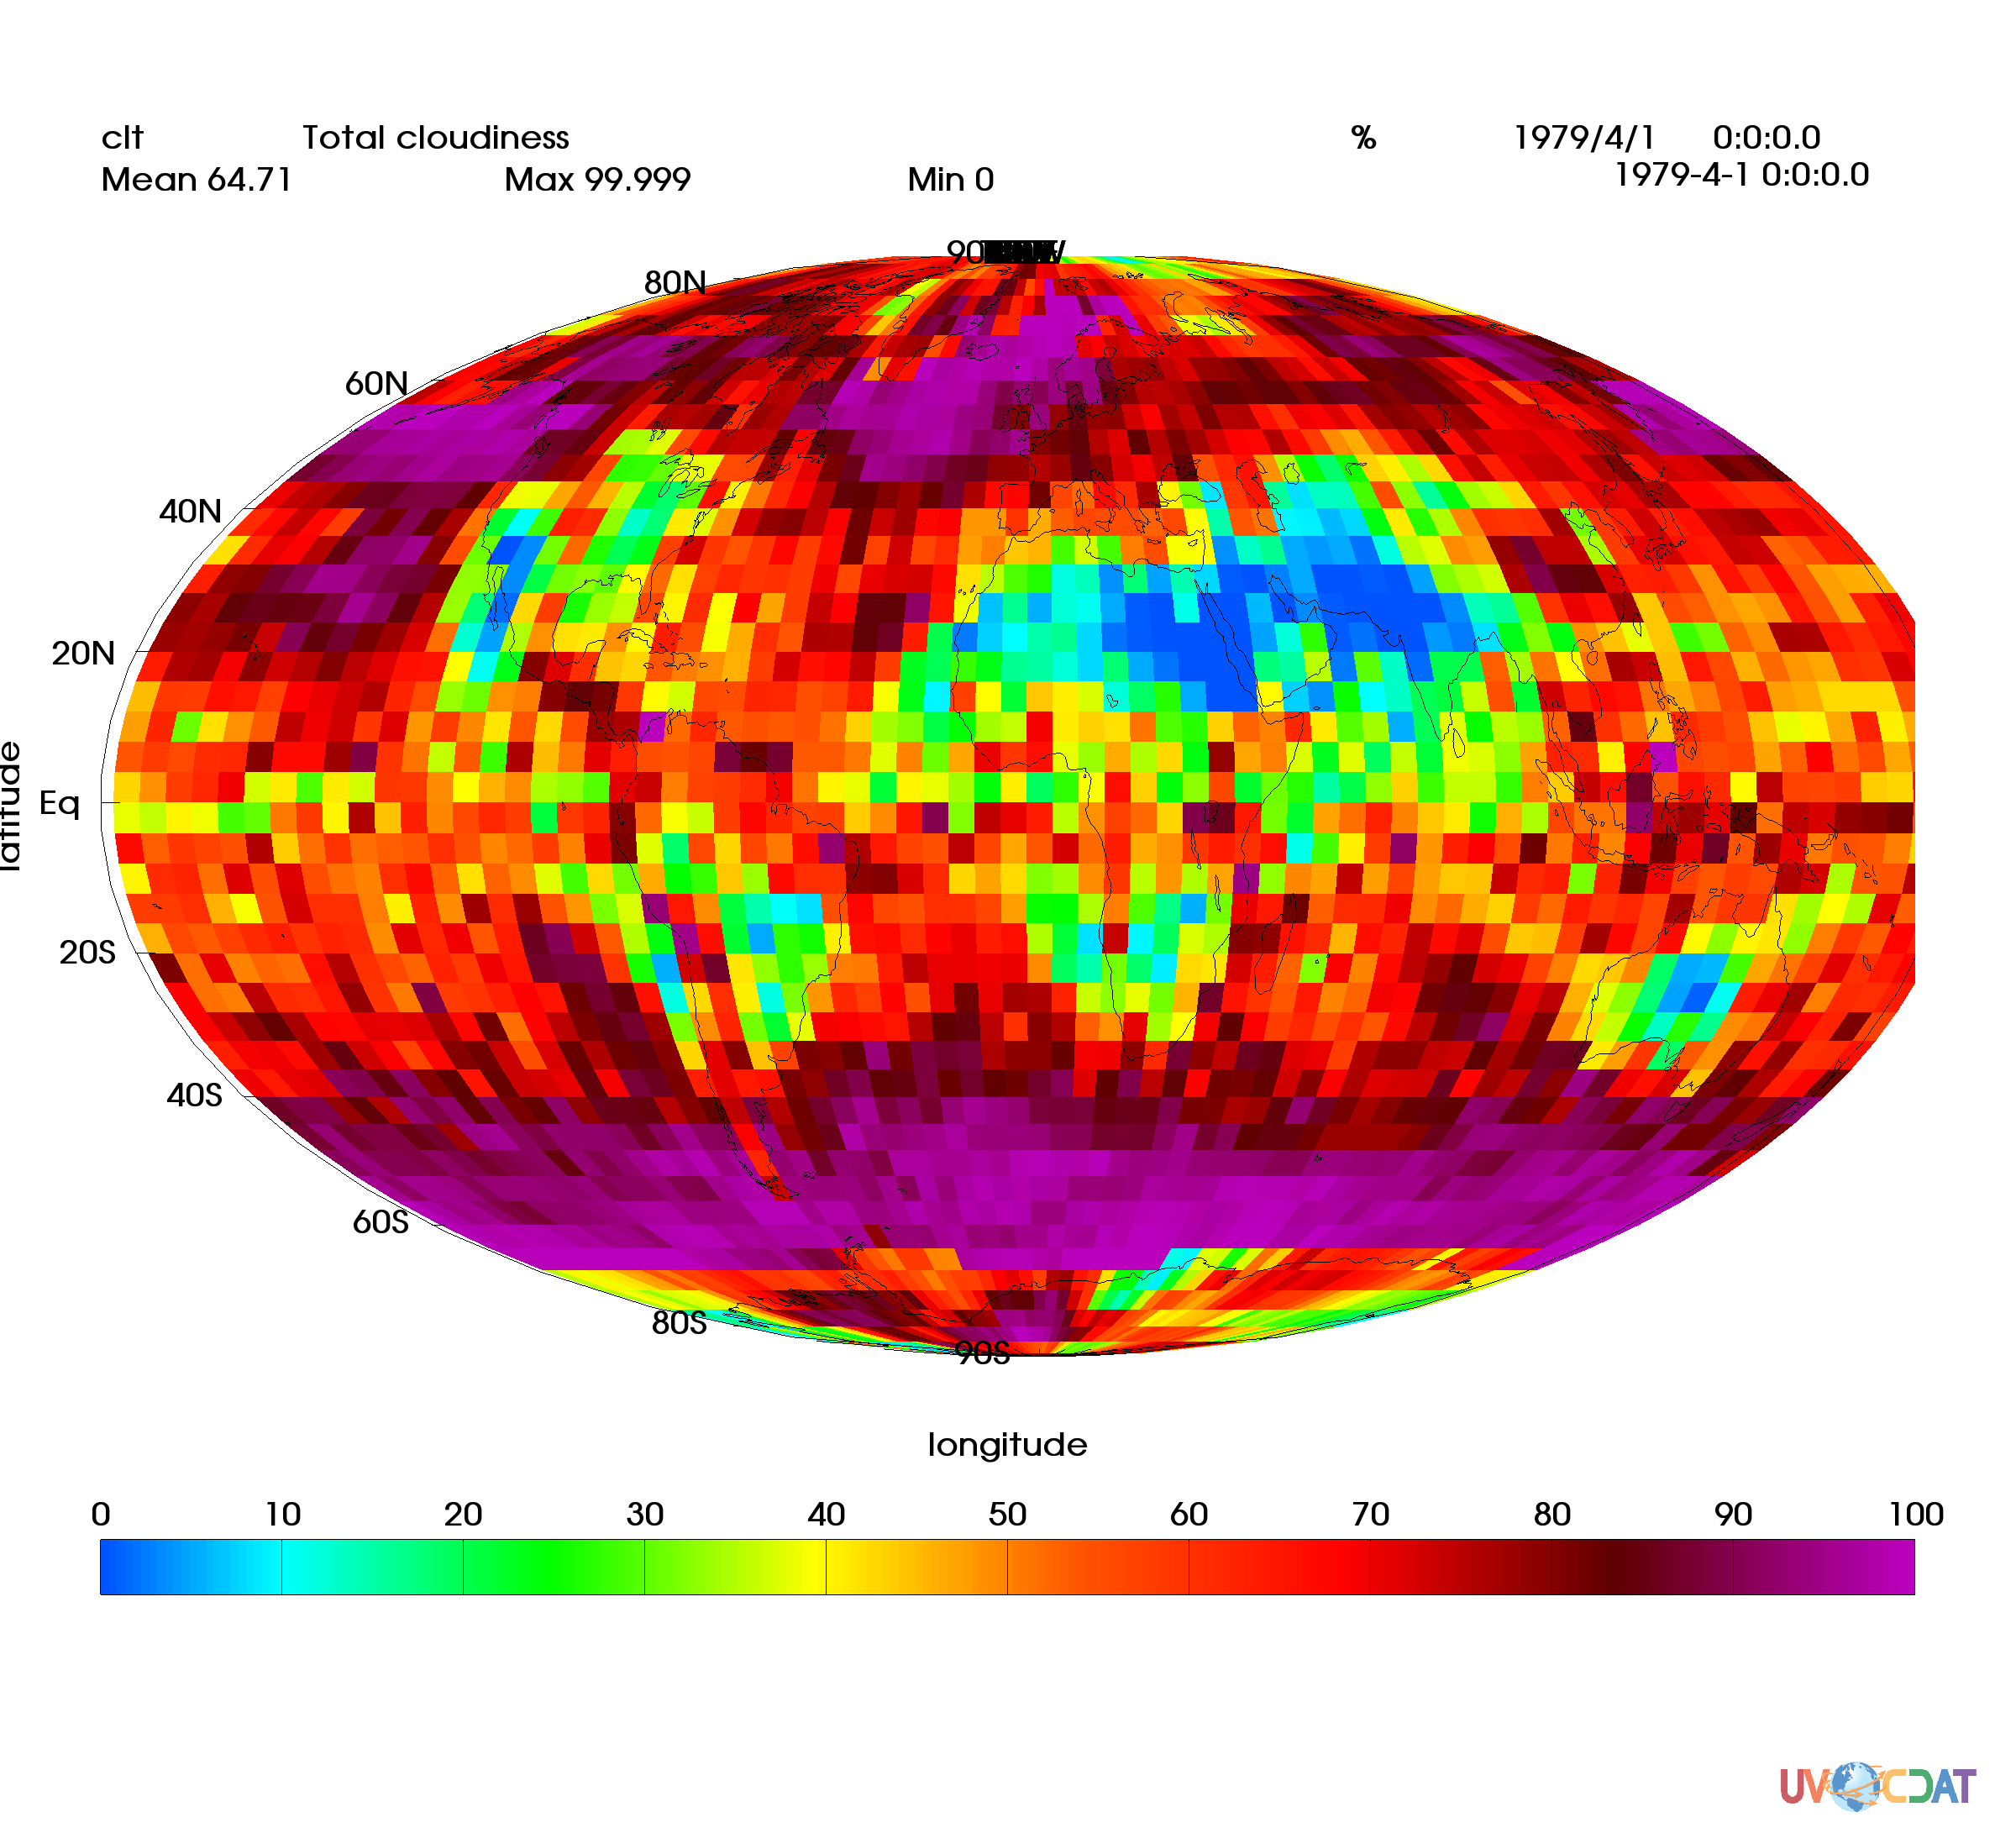 clt Total cloudiness % 1979/4/1 0:0:0.0
Mean 64.71 Max 99.999 Min 0 1979-4-1 0:0:0.0
80N
60N
40N
20N
Eq
20S
40S
60S
80S
90S
latitude
longitude
0 10 20 30 40 50 60 70 80 90 100
UV CDAT